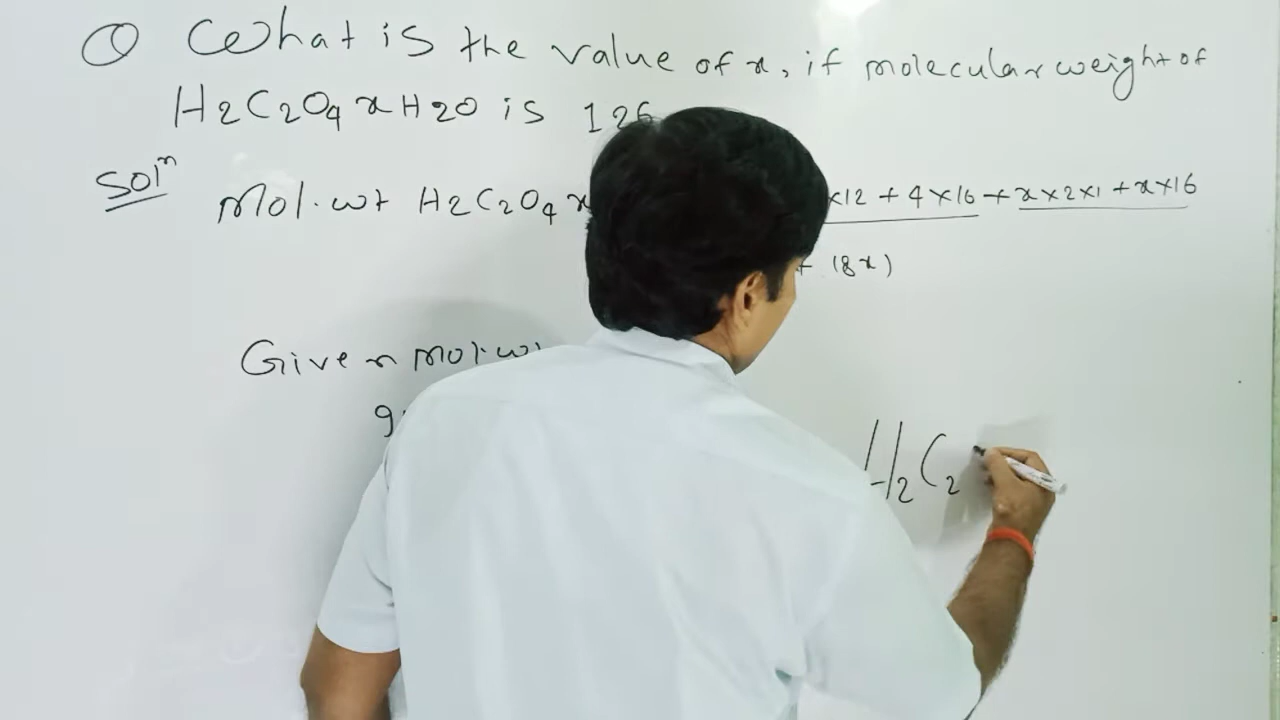 Q What is the value of x, if molecular weight of
H2C2O4 x H2O is 126
Solⁿ
Mol.wt H2C2O4 x ×12 + 4×16 + x×2×1 + x×16
+ 18x)
Given mol.wt
H2C2